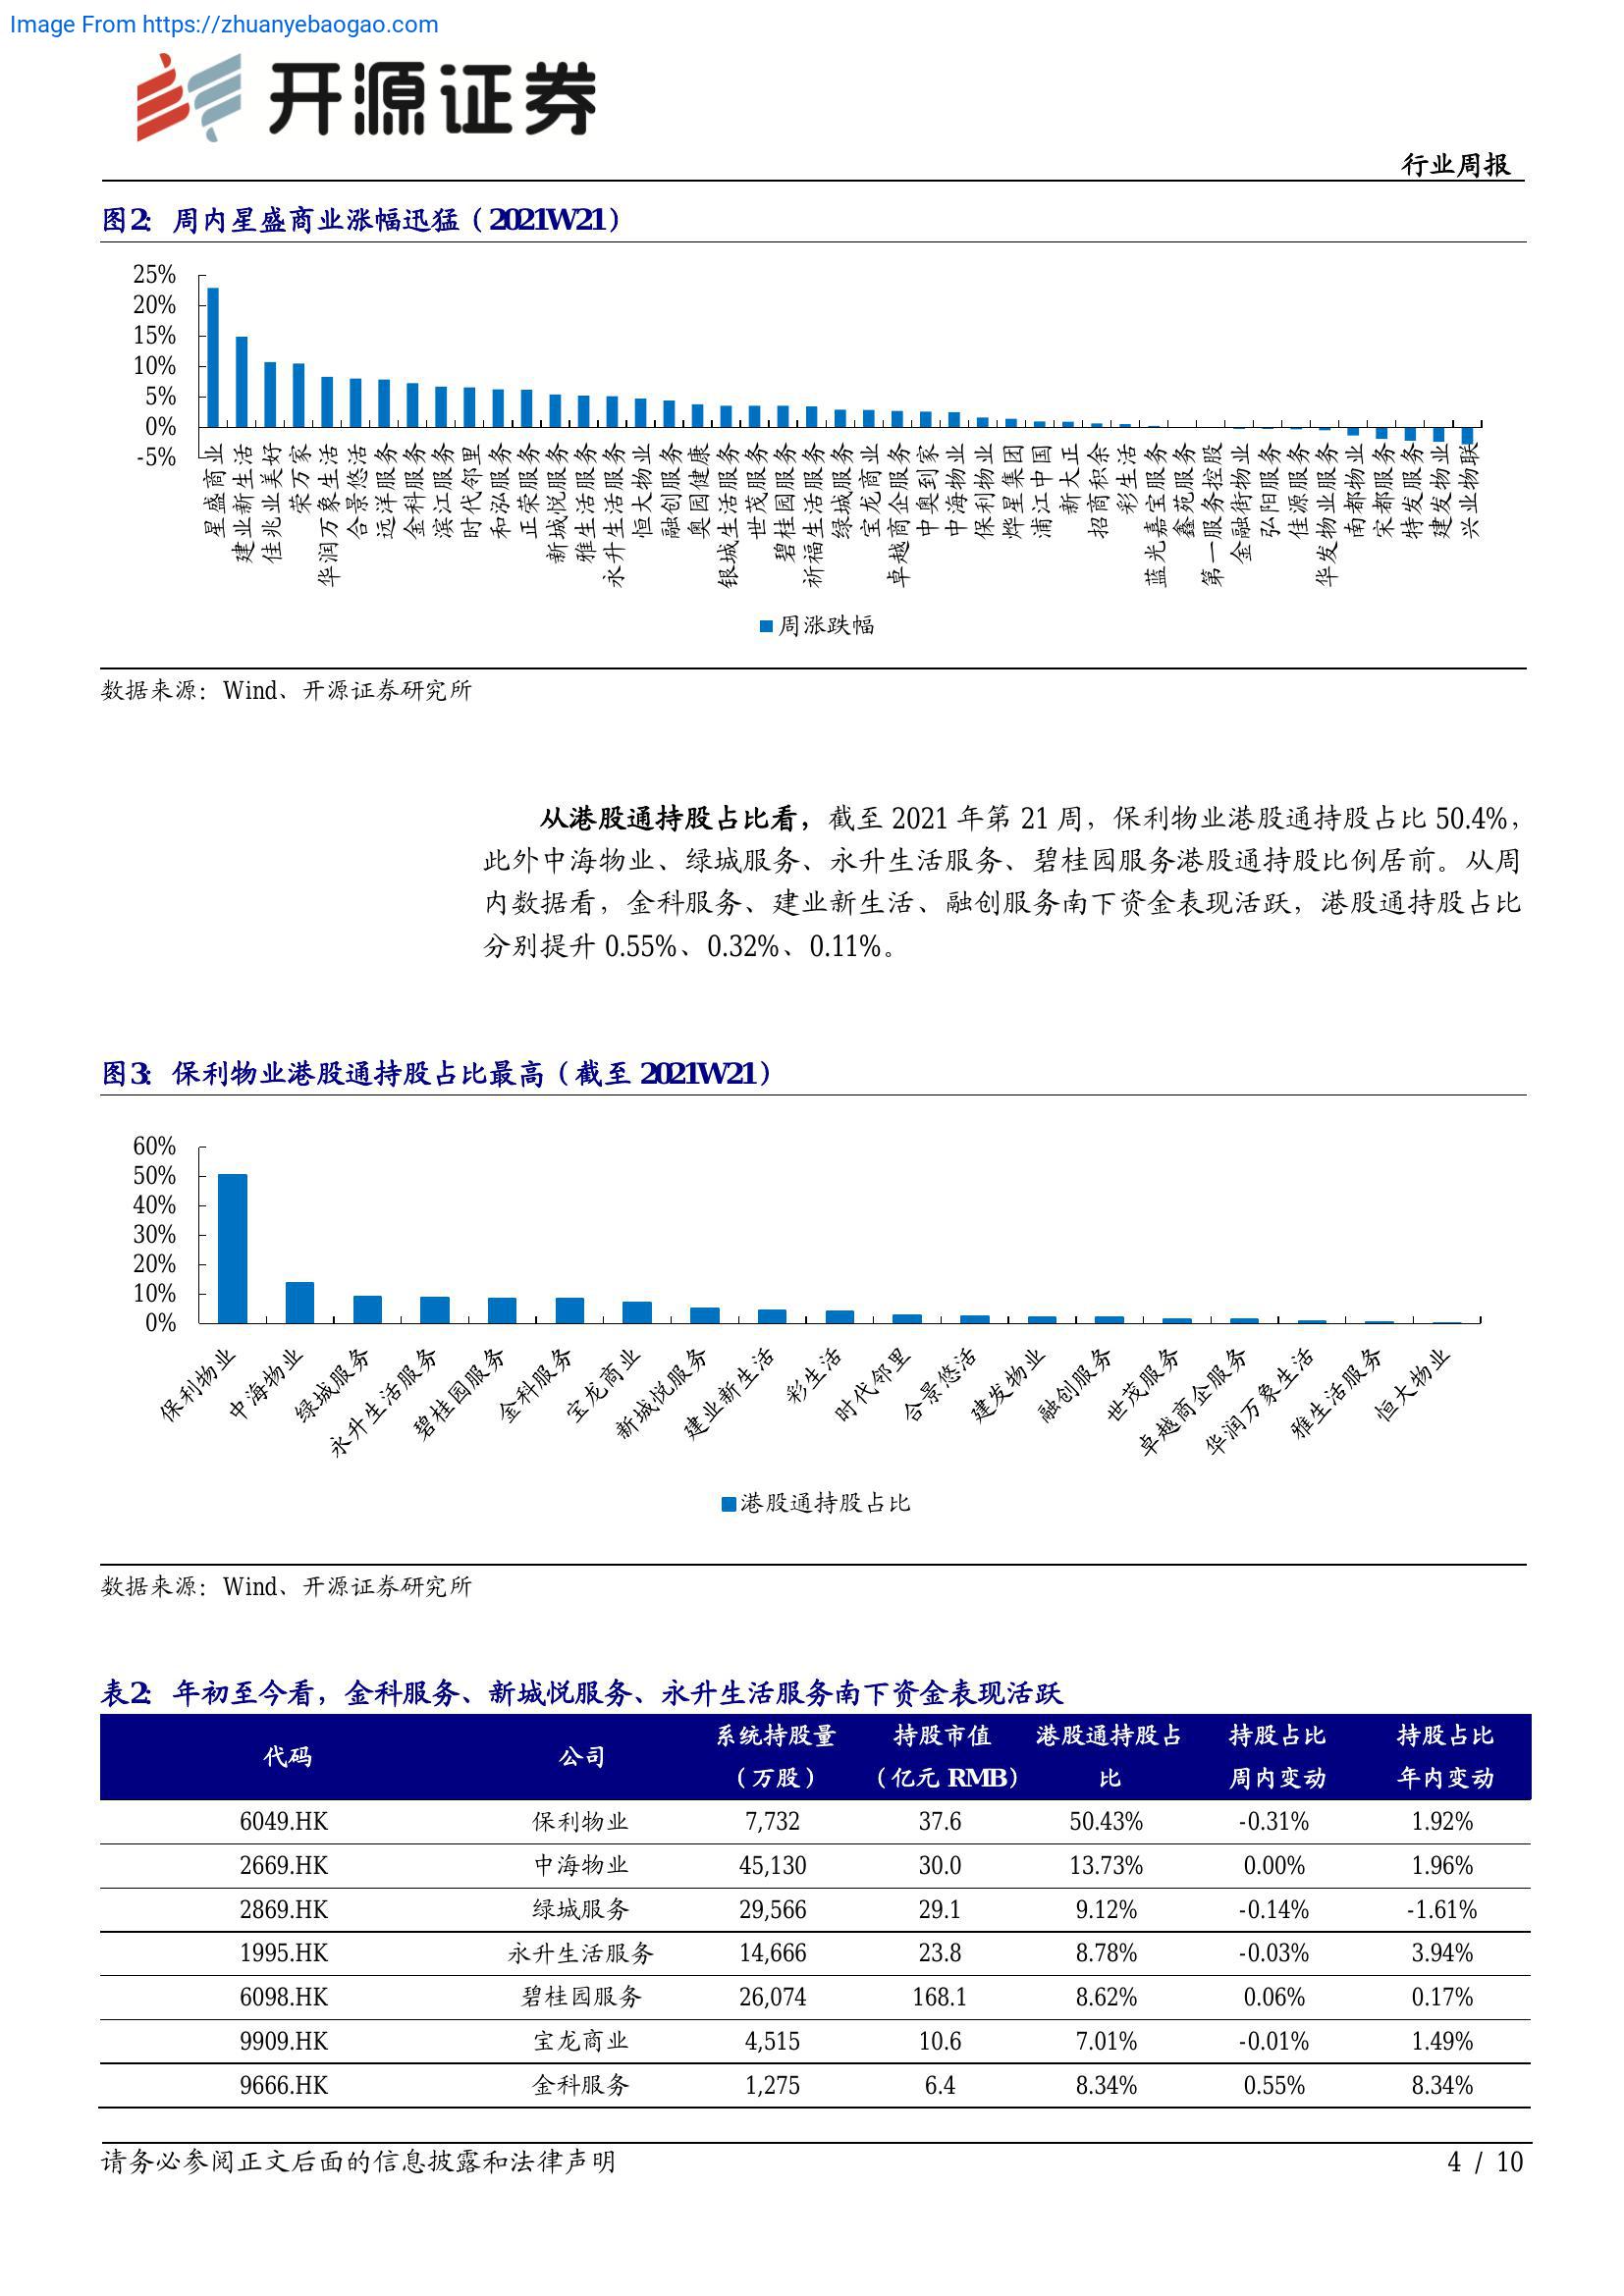 Image From https://zhuanyebaogao.com
开源证券
行业周报
图2：周内星盛商业涨幅迅猛（2021W21）
25%
20%
15%
10%
5%
0%
-5%
星盛商业
建业新生活
佳兆业美好
荣万家
华润万象生活
合景悠活
远洋服务
金科服务
滨江服务
时代邻里
和泓服务
正荣服务
新城悦服务
雅生活服务
永升生活服务
恒大物业
融创服务
奥园健康
银城生活服务
世茂服务
碧桂园服务
祈福生活服务
绿城服务
宝龙商业
卓越商企服务
中奥到家
中海物业
保利物业
烨星集团
浦江中国
新大正
招商积余
彩生活
蓝光嘉宝服务
鑫苑服务
第一服务控股
金融街物业
弘阳服务
佳源服务
华发物业服务
南都物业
宋都服务
特发服务
建发物业
兴业物联
周涨跌幅
数据来源：Wind、开源证券研究所
从港股通持股占比看，截至 2021 年第 21 周，保利物业港股通持股占比 50.4%，
此外中海物业、绿城服务、永升生活服务、碧桂园服务港股通持股比例居前。从周
内数据看，金科服务、建业新生活、融创服务南下资金表现活跃，港股通持股占比
分别提升 0.55%、0.32%、0.11%。
图3：保利物业港股通持股占比最高（截至 2021W21）
60%
50%
40%
30%
20%
10%
0%
保利物业
中海物业
绿城服务
永升生活服务
碧桂园服务
金科服务
宝龙商业
新城悦服务
建业新生活
彩生活
时代邻里
合景悠活
建发物业
融创服务
世茂服务
卓越商企服务
华润万象生活
雅生活服务
恒大物业
港股通持股占比
数据来源：Wind、开源证券研究所
表2：年初至今看，金科服务、新城悦服务、永升生活服务南下资金表现活跃
代码 公司 系统持股量（万股） 持股市值（亿元 RMB） 港股通持股占比 持股占比周内变动 持股占比年内变动
6049.HK 保利物业 7,732 37.6 50.43% -0.31% 1.92%
2669.HK 中海物业 45,130 30.0 13.73% 0.00% 1.96%
2869.HK 绿城服务 29,566 29.1 9.12% -0.14% -1.61%
1995.HK 永升生活服务 14,666 23.8 8.78% -0.03% 3.94%
6098.HK 碧桂园服务 26,074 168.1 8.62% 0.06% 0.17%
9909.HK 宝龙商业 4,515 10.6 7.01% -0.01% 1.49%
9666.HK 金科服务 1,275 6.4 8.34% 0.55% 8.34%
请务必参阅正文后面的信息披露和法律声明
4 / 10